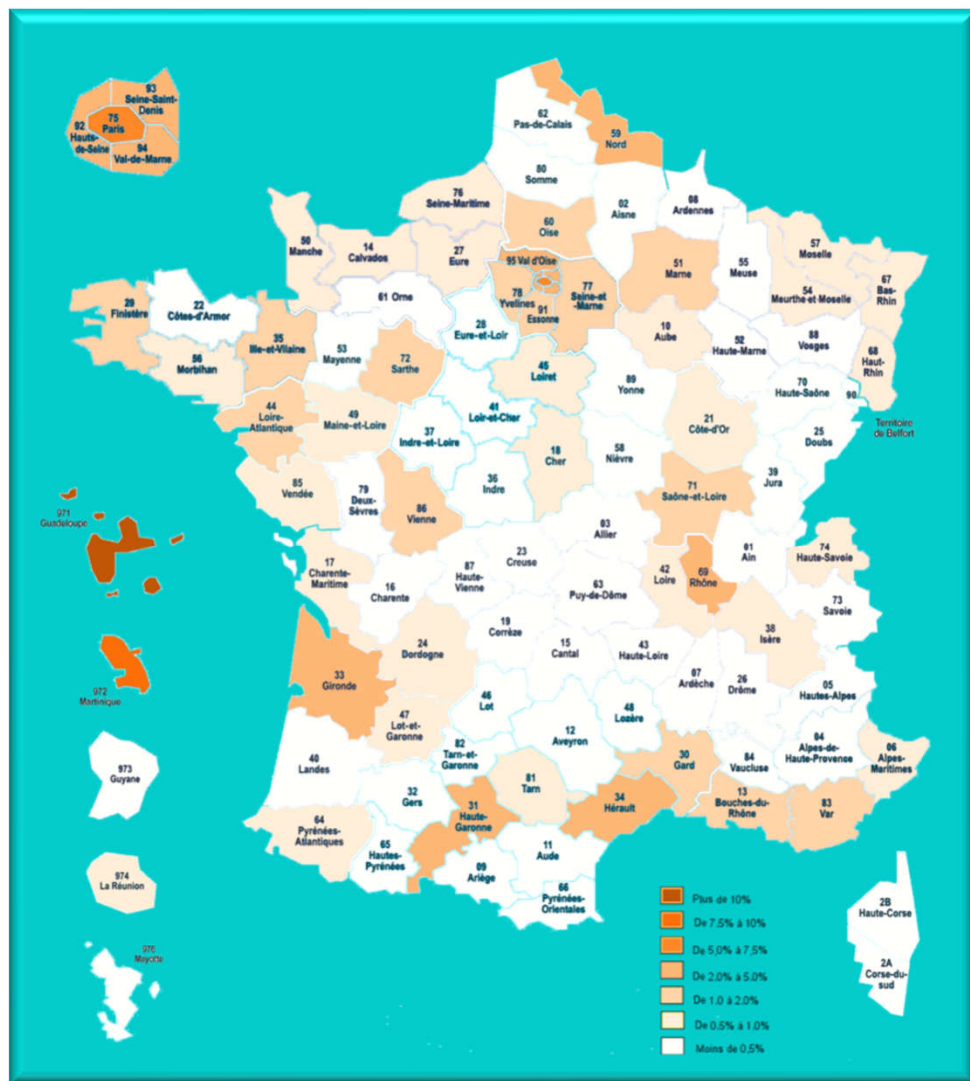 93
Seine-Saint-
Denis
75
Paris
92
Hauts-
de-Seine
94
Val-de-Marne
62
Pas-de-Calais
59
Nord
80
Somme
76
Seine-Maritime
02
Aisne
08
Ardennes
60
Oise
50
Manche
14
Calvados
27
Eure
95 Val d'Oise
51
Marne
55
Meuse
57
Moselle
67
Bas-
Rhin
54
Meurthe et Moselle
78
Yvelines
77
Seine-et
-Marne
91
Essonne
61 Orne
29
Finistère
22
Côtes-d'Armor
35
Ille-et-Vilaine
28
Eure-et-Loir
10
Aube
52
Haute-Marne
88
Vosges
68
Haut-
Rhin
53
Mayenne
72
Sarthe
56
Morbihan
45
Loiret
89
Yonne
70
Haute-Saône
90
Territoire
de Belfort
44
Loire-
Atlantique
49
Maine-et-Loire
41
Loir-et-Cher
37
Indre-et-Loire
21
Côte-d'Or
25
Doubs
18
Cher
58
Nièvre
39
Jura
85
Vendée
79
Deux-
Sèvres
86
Vienne
36
Indre
71
Saône-et-Loire
971
Guadeloupe
03
Allier
01
Ain
74
Haute-Savoie
17
Charente-
Maritime
16
Charente
87
Haute-
Vienne
23
Creuse
63
Puy-de-Dôme
42
Loire
69
Rhône
73
Savoie
19
Corrèze
38
Isère
24
Dordogne
15
Cantal
43
Haute-Loire
33
Gironde
07
Ardèche
26
Drôme
05
Hautes-Alpes
972
Martinique
46
Lot
48
Lozère
47
Lot-et-
Garonne
12
Aveyron
82
Tarn-et-
Garonne
04
Alpes-de-
Haute-Provence
06
Alpes-
Maritimes
30
Gard
84
Vaucluse
973
Guyane
40
Landes
32
Gers
81
Tarn
34
Hérault
13
Bouches-du-
Rhône
83
Var
31
Haute-
Garonne
64
Pyrénées-
Atlantiques
65
Hautes-
Pyrénées
11
Aude
09
Ariège
66
Pyrénées-
Orientales
974
La Réunion
2B
Haute-Corse
2A
Corse-du-
sud
976
Mayotte
Plus de 10%
De 7,5% à 10%
De 5,0% à 7,5%
De 2,0% à 5,0%
De 1,0 à 2,0%
De 0,5% à 1,0%
Moins de 0,5%